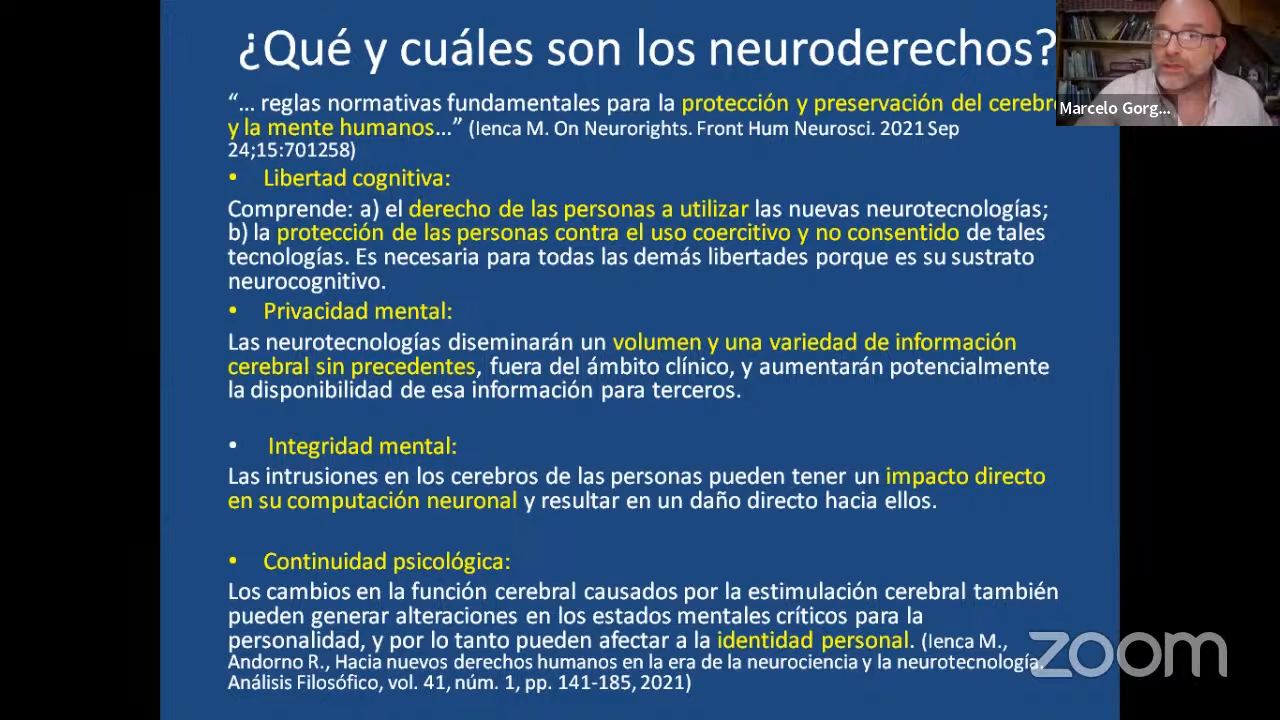 ¿Qué y cuáles son los neuroderechos?
Marcelo Gorg...
“... reglas normativas fundamentales para la protección y preservación del cerebro
y la mente humanos...” (Ienca M. On Neurorights. Front Hum Neurosci. 2021 Sep
24;15:701258)
• Libertad cognitiva:
Comprende: a) el derecho de las personas a utilizar las nuevas neurotecnologías;
b) la protección de las personas contra el uso coercitivo y no consentido de tales
tecnologías. Es necesaria para todas las demás libertades porque es su sustrato
neurocognitivo.
• Privacidad mental:
Las neurotecnologías diseminarán un volumen y una variedad de información
cerebral sin precedentes, fuera del ámbito clínico, y aumentarán potencialmente
la disponibilidad de esa información para terceros.
• Integridad mental:
Las intrusiones en los cerebros de las personas pueden tener un impacto directo
en su computación neuronal y resultar en un daño directo hacia ellos.
• Continuidad psicológica:
Los cambios en la función cerebral causados por la estimulación cerebral también
pueden generar alteraciones en los estados mentales críticos para la
personalidad, y por lo tanto pueden afectar a la identidad personal. (Ienca M.,
Andorno R., Hacia nuevos derechos humanos en la era de la neurociencia y la neurotecnología.
Análisis Filosófico, vol. 41, núm. 1, pp. 141-185, 2021)
zoom